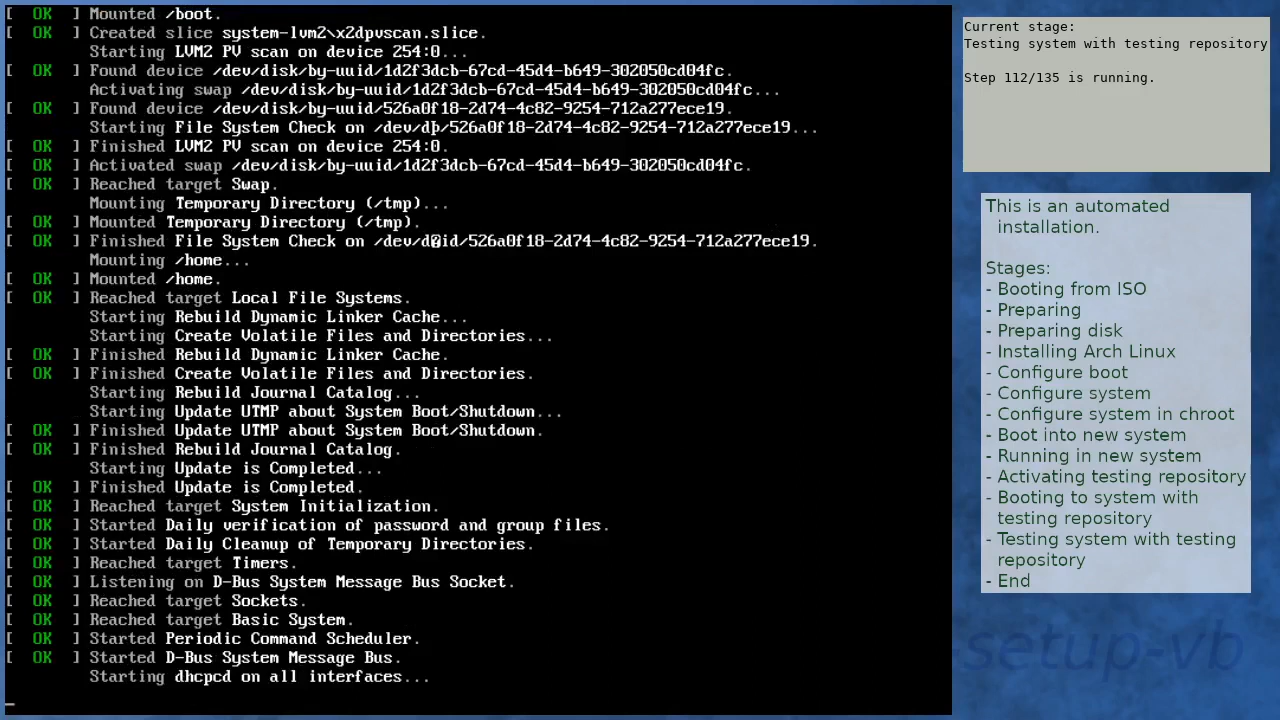 [  OK  ] Mounted /boot.
[  OK  ] Created slice system-lvm2\x2dpvscan.slice.
Starting LVM2 PV scan on device 254:0...
[  OK  ] Found device /dev/disk/by-uuid/1d2f3dcb-67cd-45d4-b649-302050cd04fc.
Activating swap /dev/disk/by-uuid/1d2f3dcb-67cd-45d4-b649-302050cd04fc...
[  OK  ] Found device /dev/disk/by-uuid/526a0f18-2d74-4c82-9254-712a277ece19.
Starting File System Check on /dev/dþ/526a0f18-2d74-4c82-9254-712a277ece19...
[  OK  ] Finished LVM2 PV scan on device 254:0.
[  OK  ] Activated swap /dev/disk/by-uuid/1d2f3dcb-67cd-45d4-b649-302050cd04fc.
[  OK  ] Reached target Swap.
Mounting Temporary Directory (/tmp)...
[  OK  ] Mounted Temporary Directory (/tmp).
[  OK  ] Finished File System Check on /dev/d�id/526a0f18-2d74-4c82-9254-712a277ece19.
Mounting /home...
[  OK  ] Mounted /home.
[  OK  ] Reached target Local File Systems.
Starting Rebuild Dynamic Linker Cache...
Starting Create Volatile Files and Directories...
[  OK  ] Finished Rebuild Dynamic Linker Cache.
[  OK  ] Finished Create Volatile Files and Directories.
Starting Rebuild Journal Catalog...
Starting Update UTMP about System Boot/Shutdown...
[  OK  ] Finished Update UTMP about System Boot/Shutdown.
[  OK  ] Finished Rebuild Journal Catalog.
Starting Update is Completed...
[  OK  ] Finished Update is Completed.
[  OK  ] Reached target System Initialization.
[  OK  ] Started Daily verification of password and group files.
[  OK  ] Started Daily Cleanup of Temporary Directories.
[  OK  ] Reached target Timers.
[  OK  ] Listening on D-Bus System Message Bus Socket.
[  OK  ] Reached target Sockets.
[  OK  ] Reached target Basic System.
[  OK  ] Started Periodic Command Scheduler.
[  OK  ] Started D-Bus System Message Bus.
Starting dhcpcd on all interfaces...
Current stage:
Testing system with testing repository
Step 112/135 is running.
This is an automated
installation.
Stages:
- Booting from ISO
- Preparing
- Preparing disk
- Installing Arch Linux
- Configure boot
- Configure system
- Configure system in chroot
- Boot into new system
- Running in new system
- Activating testing repository
- Booting to system with
testing repository
- Testing system with testing
repository
- End
-setup-vb